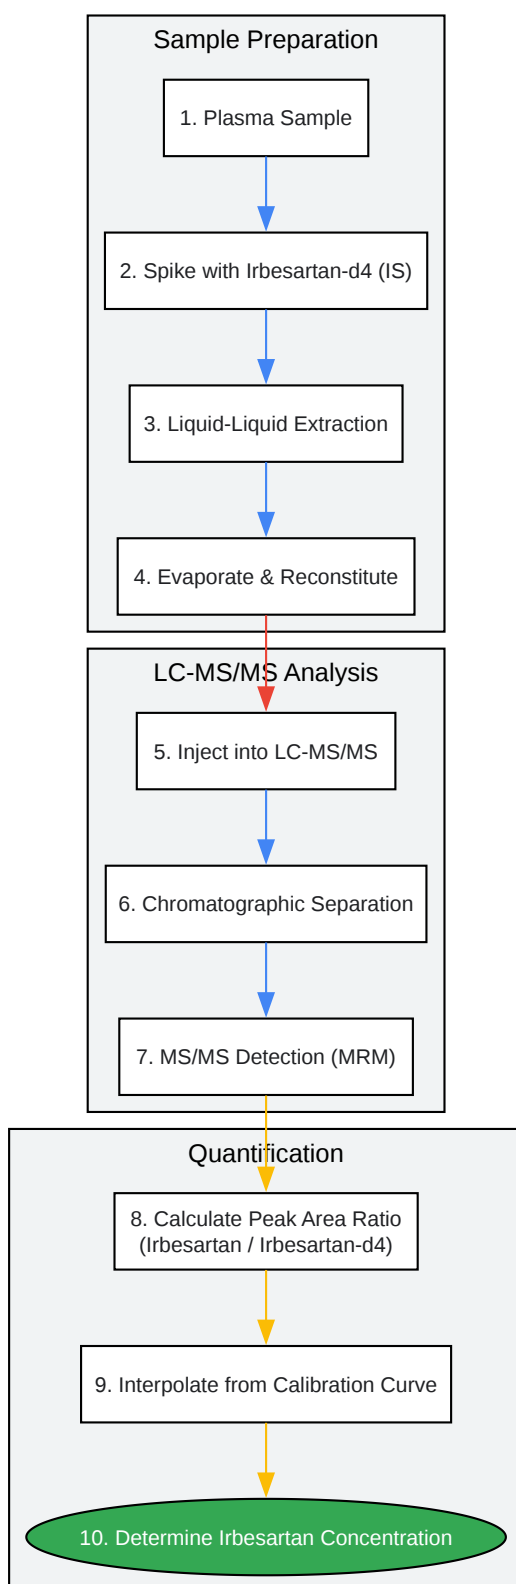 Sample Preparation
1. Plasma Sample
2. Spike with Irbesartan-d4 (IS)
3. Liquid-Liquid Extraction
4. Evaporate & Reconstitute
LC-MS/MS Analysis
5. Inject into LC-MS/MS
6. Chromatographic Separation
7. MS/MS Detection (MRM)
Quantification
8. Calculate Peak Area Ratio
(Irbesartan / Irbesartan-d4)
9. Interpolate from Calibration Curve
10. Determine Irbesartan Concentration